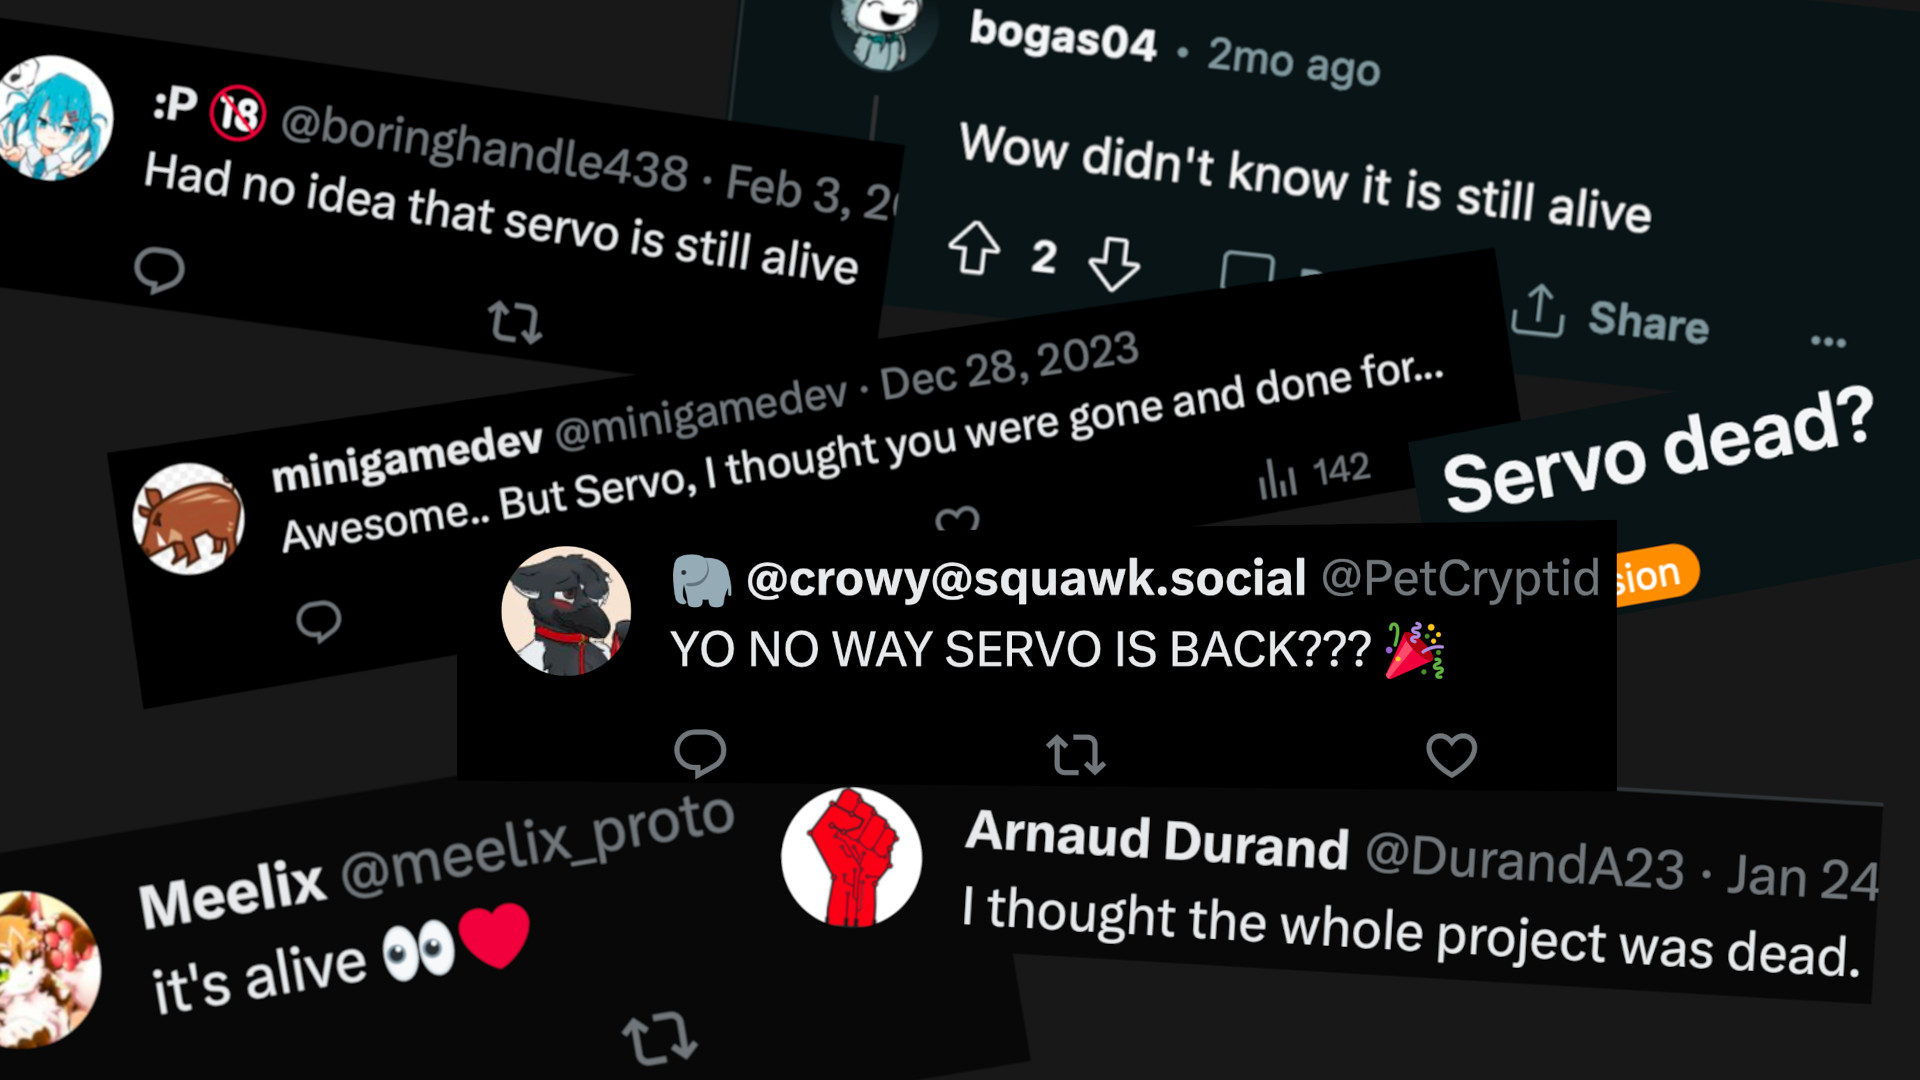 :P 🔞 @boringhandle438 · Feb 3, 2
Had no idea that servo is still alive
bogas04 · 2mo ago
Wow didn't know it is still alive
2
Share
...
minigamedev @minigamedev · Dec 28, 2023
Awesome.. But Servo, I thought you were gone and done for...
142
Servo dead?
sion
🐘 @crowy@squawk.social @PetCryptid
YO NO WAY SERVO IS BACK??? 🎉
Meelix @meelix_proto
it's alive 👀❤️
Arnaud Durand @DurandA23 · Jan 24
I thought the whole project was dead.